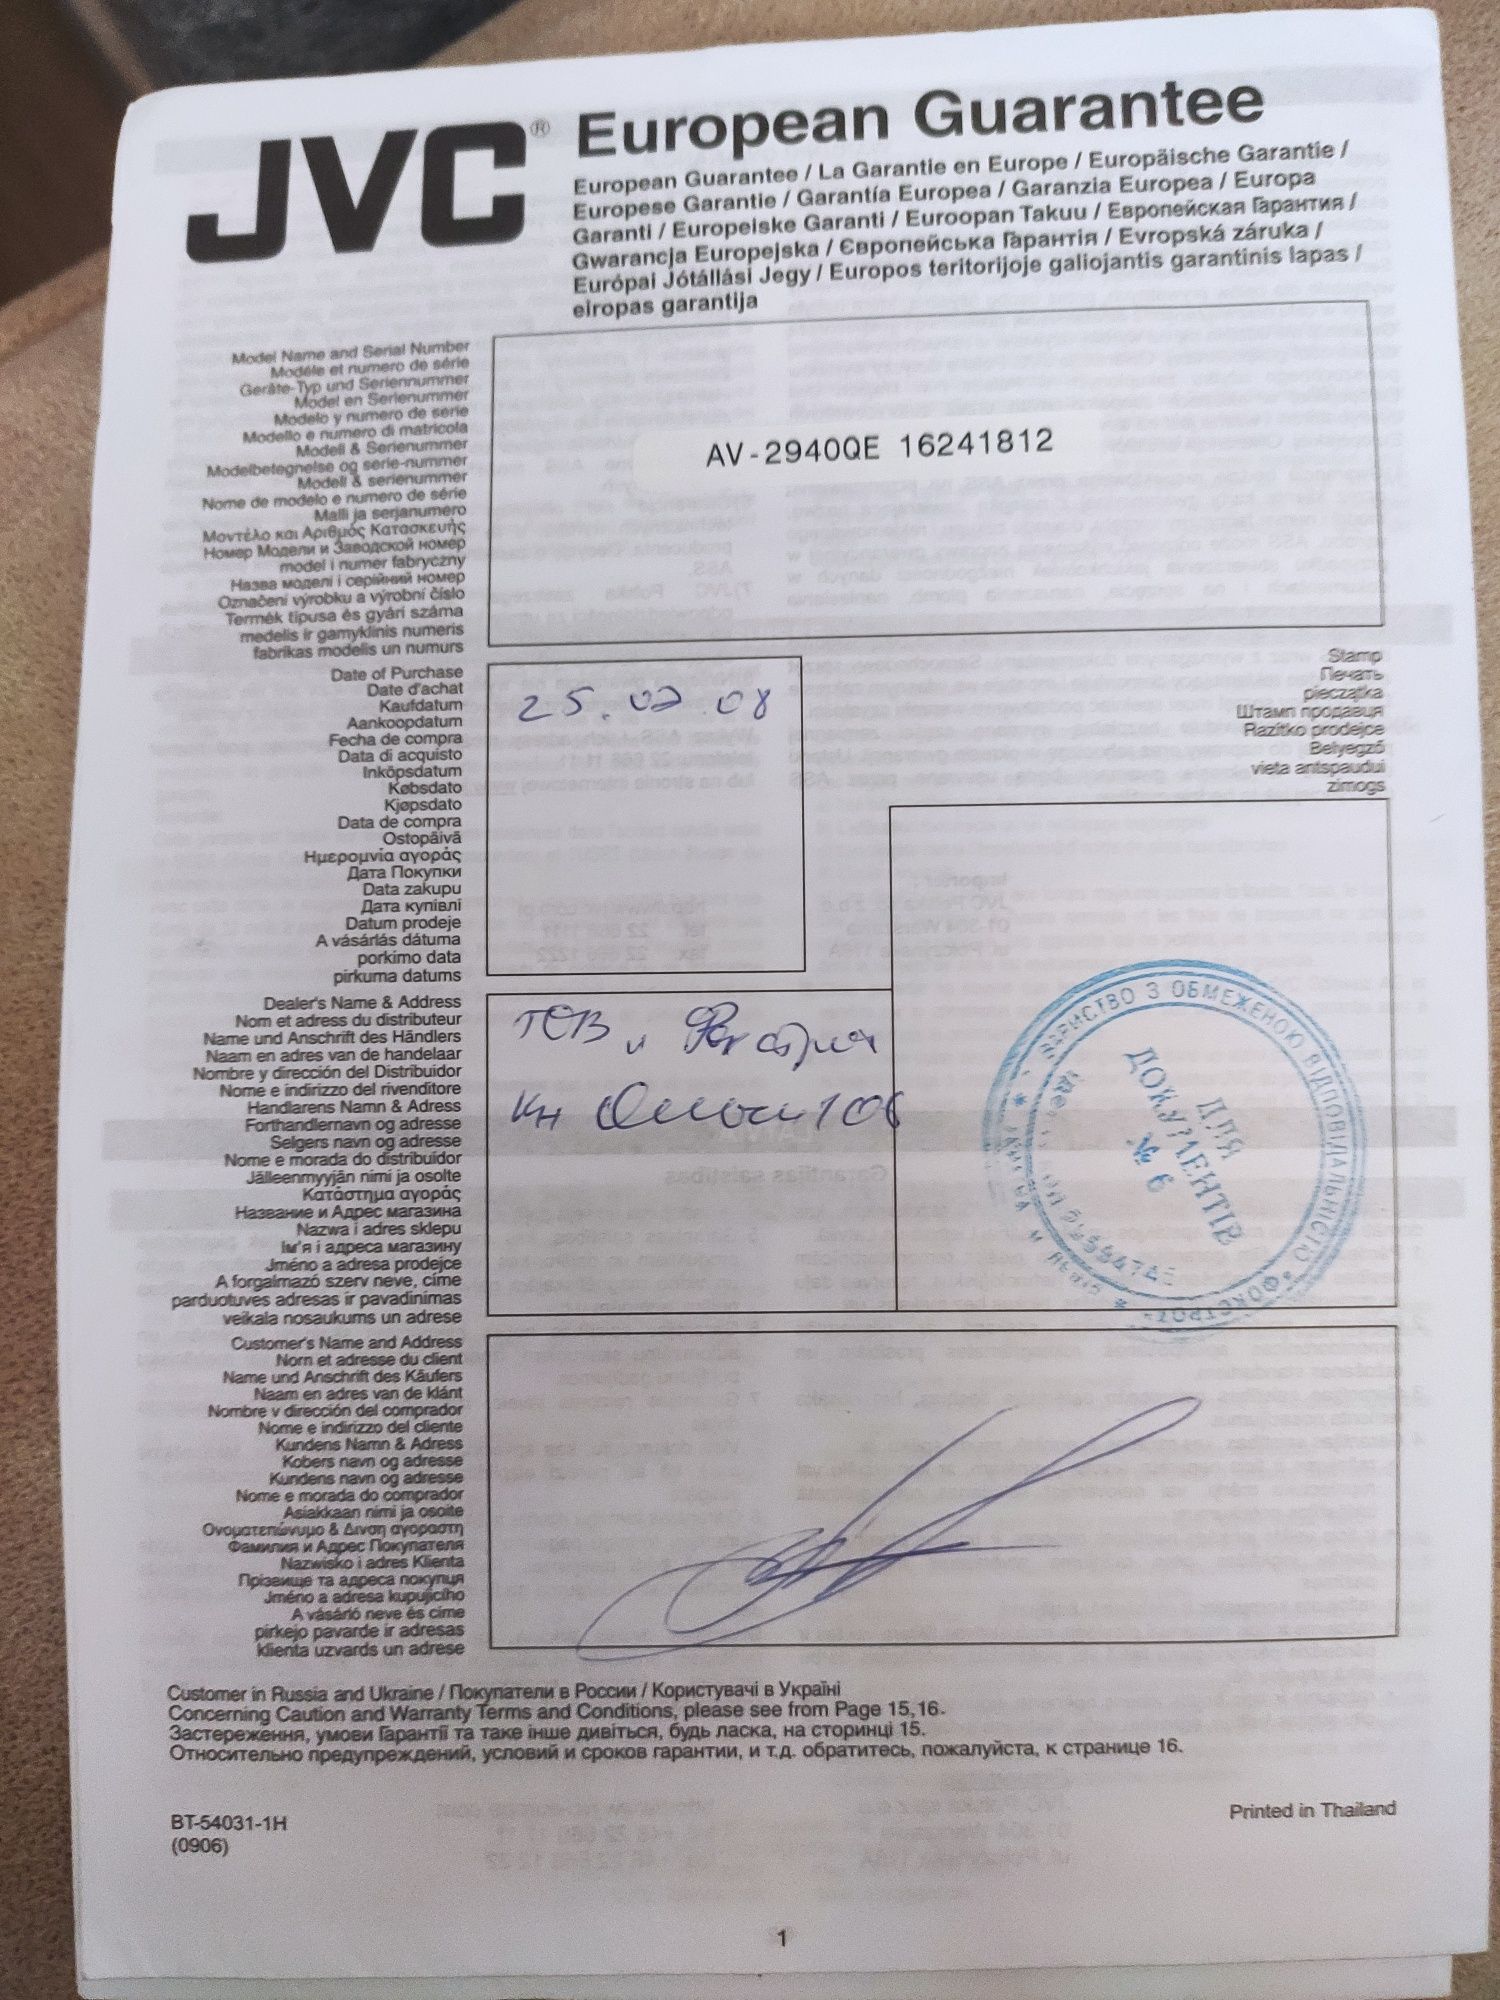 JVC®
European Guarantee
European Guarantee / La Garantie en Europe / Europäische Garantie /
Europese Garantie / Garantía Europea / Garanzia Europea / Europa
Garanti / Europeiske Garanti / Euroopan Takuu / Европейская Гарантия /
Gwarancja Europejska / Європейська Гарантія / Evropská záruka /
Európai Jótállási Jegy / Europos teritorijoje galiojantis garantinis lapas /
eiropas garantija
Model Name and Serial Number
Modéle et numero de série
Geräte-Typ und Seriennummer
Model en Serienummer
Modelo y numero de serie
Modello e numero di matricola
Modell & Serienummer
Modelbetegnelse og serie-nummer
Modell & serienummer
Nome de modelo e numero de série
Malli ja serjanumero
Μοντέλο και Αριθμός Κατασκευής
Номер Модели и Заводской номер
model i numer fabryczny
Назва моделі і серійний номер
Označení výrobku a výrobní číslo
Termék típusa és gyári száma
medelis ir gamyklinis numeris
fabrikas modelis un numurs
AV-2940QE 16241812
Date of Purchase
Date d'achat
Kaufdatum
Aankoopdatum
Fecha de compra
Data di acquisto
Inköpsdatum
Købsdato
Kjøpsdato
Data de compra
Ostopäivä
Ημερομνία αγοράς
Дата Покупки
Data zakupu
Дата купівлі
Datum prodeje
A vásárlás dátuma
porkimo data
pirkuma datums
25.02.08
Stamp
Печать
pieczątka
Штамп продавця
Razítko prodejce
Belyegző
vieta antspaudui
zimogs
Dealer's Name & Address
Nom et adress du distributeur
Name und Anschrift des Händlers
Naam en adres van de handelaar
Nombre y dirección del Distribuidor
Nome e indirizzo del rivenditore
Handlarens Namn & Adress
Forthandlernavn og adresse
Selgers navn og adresse
Nome e morada do distribuídor
Jälleenmyyjän nimi ja osolte
Κατάστημα αγοράς
Название и Адрес магазина
Nazwa i adres sklepu
Ім'я і адреса магазину
Jméno a adresa prodejce
A forgalmazó szerv neve, címe
parduotuves adresas ir pavadinimas
veikala nosaukums un adrese
ТОВ
ТОВАРИСТВО З ОБМЕЖЕНОЮ ВІДПОВІДАЛЬНІСТЮ "ФОКСТРОТ"
ДЛЯ
ДОКУМЕНТІВ
№ 6
Customer's Name and Address
Nom et adresse du client
Name und Anschrift des Käufers
Naam en adres van de klánt
Nombre v dirección del comprador
Nome e indirizzo del cliente
Kundens Namn & Adress
Kobers navn og adresse
Kundens navn og adresse
Nome e morada do comprador
Asiakkaan nimi ja osoite
Ονοματεπώνυμο & Δινση αγοραστη
Фамилия и Адрес Покупателя
Nazwisko i adres Klienta
Прізвище та адреса покупця
Jméno a adresa kupujícího
A vásárló neve és címe
pirkejo pavarde ir adresas
klienta uzvards un adrese
Customer in Russia and Ukraine / Покупатели в России / Користувачі в Україні
Concerning Caution and Warranty Terms and Conditions, please see from Page 15,16.
Застереження, умови Гарантії та таке інше дивіться, будь ласка, на сторинці 15.
Относительно предупреждений, условий и сроков гарантии, и т.д. обратитесь, пожалуйста, к странице 16.
BT-54031-1H
(0906)
Printed in Thailand
1